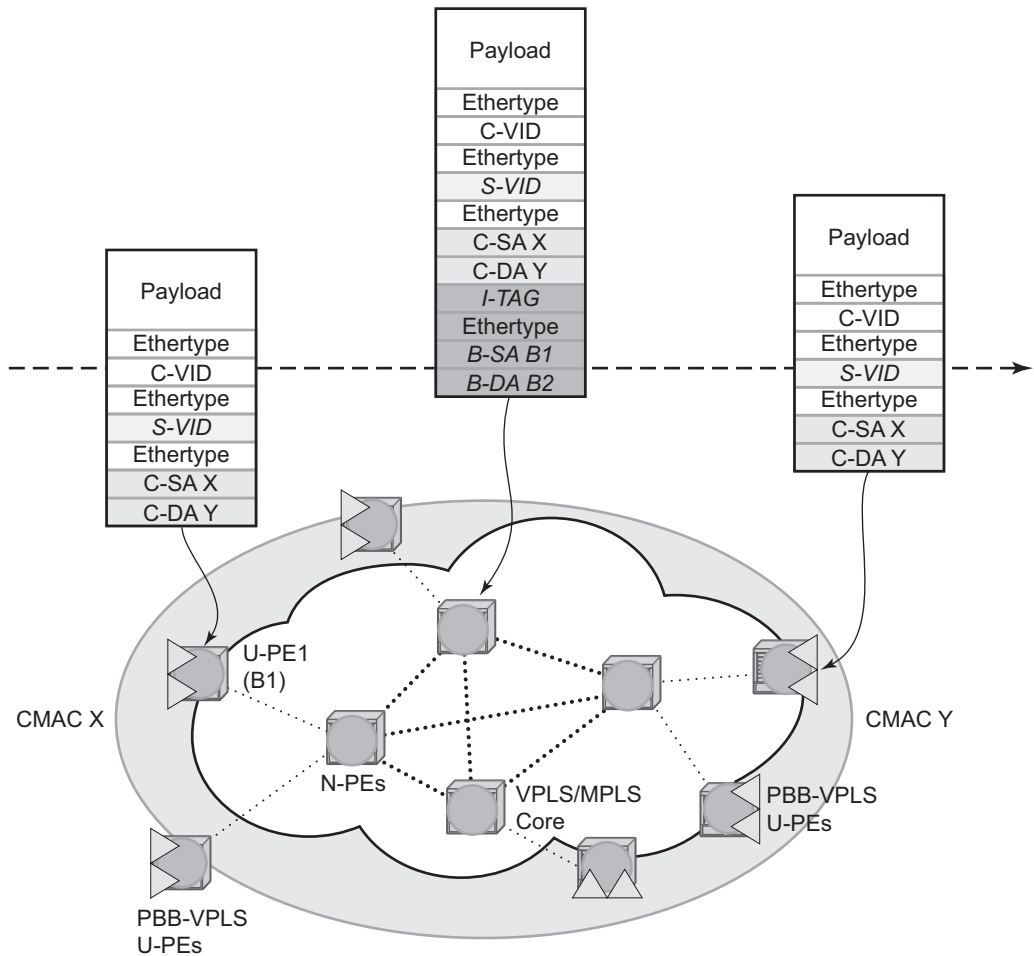 Payload
Ethertype
C-VID
Ethertype
S-VID
Ethertype
C-SA X
C-DA Y
Payload
Ethertype
C-VID
Ethertype
S-VID
Ethertype
C-SA X
C-DA Y
I-TAG
Ethertype
B-SA B1
B-DA B2
Payload
Ethertype
C-VID
Ethertype
S-VID
Ethertype
C-SA X
C-DA Y
U-PE1
(B1)
CMAC X
CMAC Y
N-PEs
VPLS/MPLS
Core
PBB-VPLS
U-PEs
PBB-VPLS
U-PEs